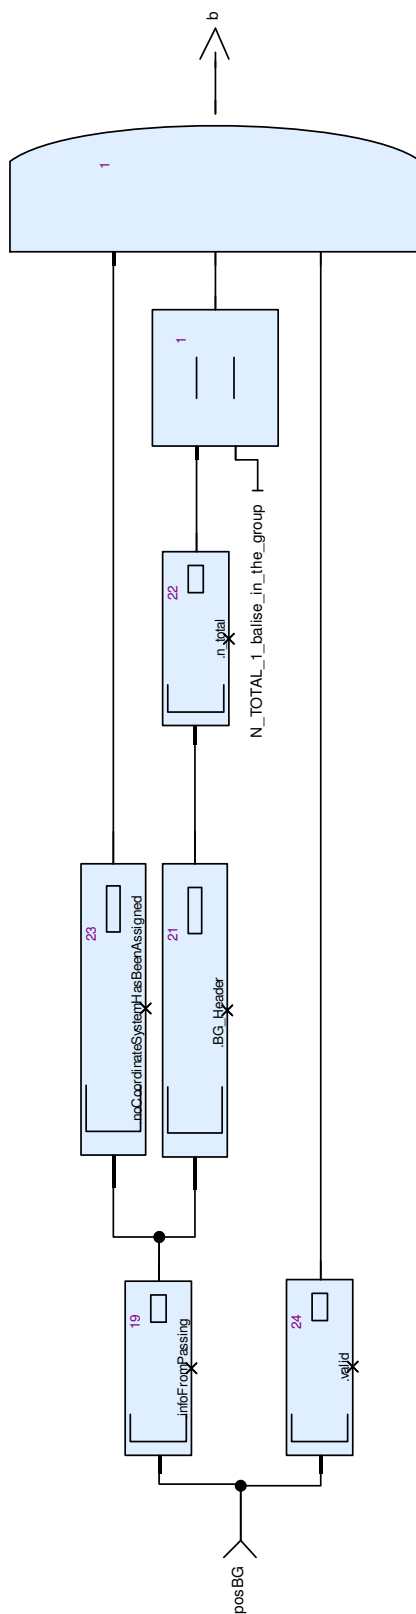 posBG
19
.infoFromPassing
24
.valid
23
.noCoordinateSystemHasBeenAssigned
21
.BG_Header
22
.n_total
N_TOTAL_1_balise_in_the_group
1
1
b